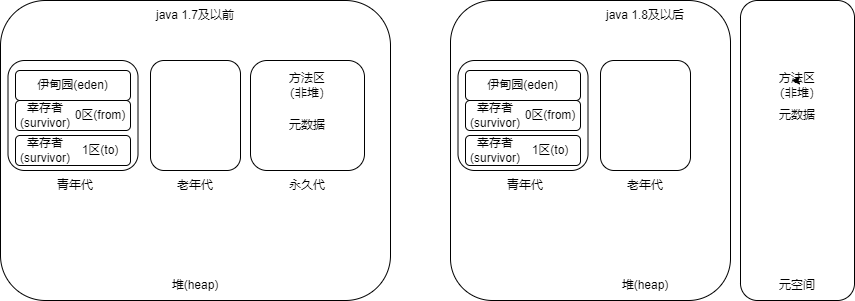 java 1.7及以前
伊甸园(eden)
幸存者
(survivor)
0区(from)
幸存者
(survivor)
1区(to)
青年代
老年代
方法区
(非堆)
元数据
永久代
堆(heap)
java 1.8及以后
伊甸园(eden)
幸存者
(survivor)
0区(from)
幸存者
(survivor)
1区(to)
青年代
老年代
堆(heap)
方法区
(非堆)
元数据
元空间